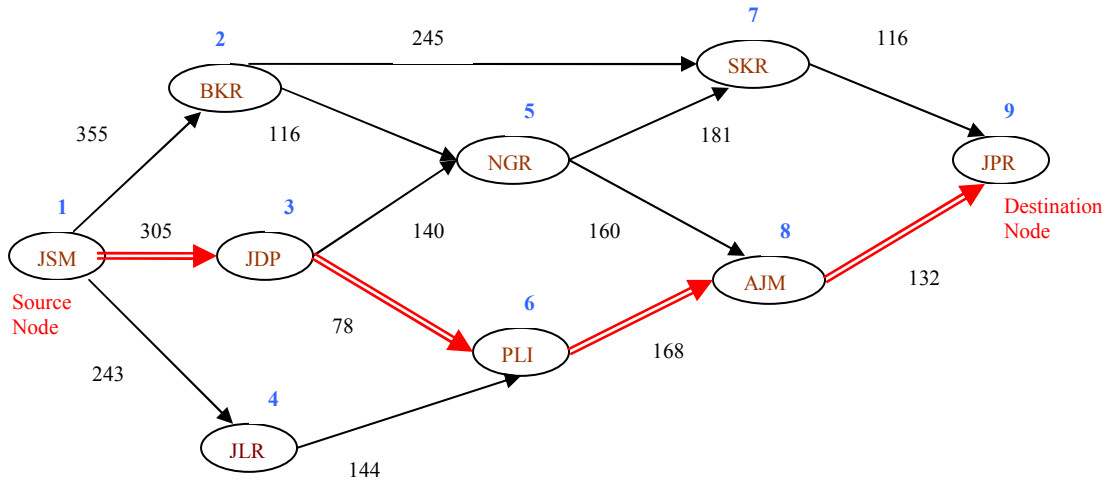 7
2
245
116
SKR
BKR
5
9
355
116
181
NGR
JPR
1
3
305
140
160
8
Destination
Node
JSM
JDP
AJM
132
Source
Node
6
78
168
PLI
243
4
JLR
144